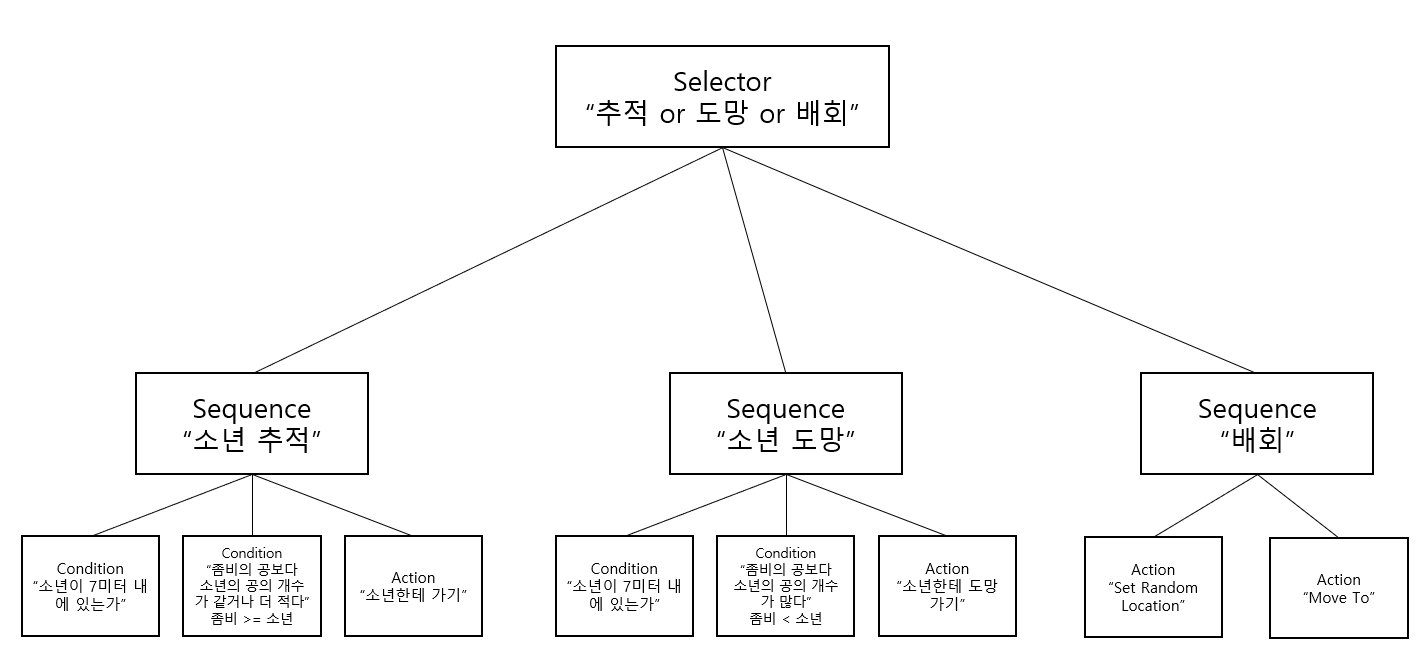 Selector
“추적 or 도망 or 배회”
Sequence
“소년 추적”
Sequence
“소년 도망”
Sequence
“배회”
Condition
“소년이 7미터 내
에 있는가”
Condition
“좀비의 공보다
소년의 공의 개수
가 같거나 더 적다”
좀비 >= 소년
Action
“소년한테 가기”
Condition
“소년이 7미터 내
에 있는가”
Condition
“좀비의 공보다
소년의 공의 개수
가 많다”
좀비 < 소년
Action
“소년한테 도망
가기”
Action
“Set Random
Location”
Action
“Move To”